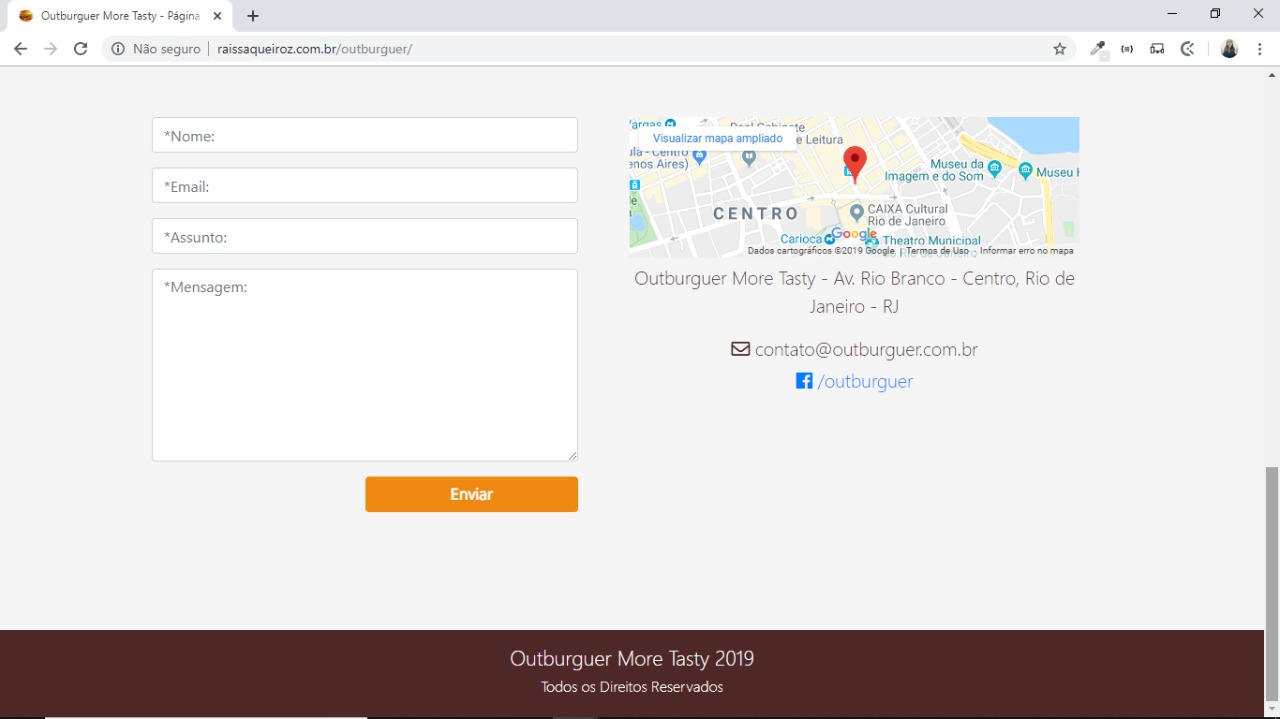 Outburguer More Tasty - Página
Não seguro
raissaqueiroz.com.br/outburguer/
*Nome:
*Email:
*Assunto:
*Mensagem:
Enviar
Visualizar mapa ampliado
e Leitura
enos Aires)
Museu da
Imagem e do Som
CENTRO
CAIXA Cultural
Rio de Janeiro
Carioca
Google
Theatro Municipal
Dados cartográficos ©2019 Google
Termos de Uso
Informar erro no mapa
Outburguer More Tasty - Av. Rio Branco - Centro, Rio de
Janeiro - RJ
contato@outburguer.com.br
/outburguer
Outburguer More Tasty 2019
Todos os Direitos Reservados